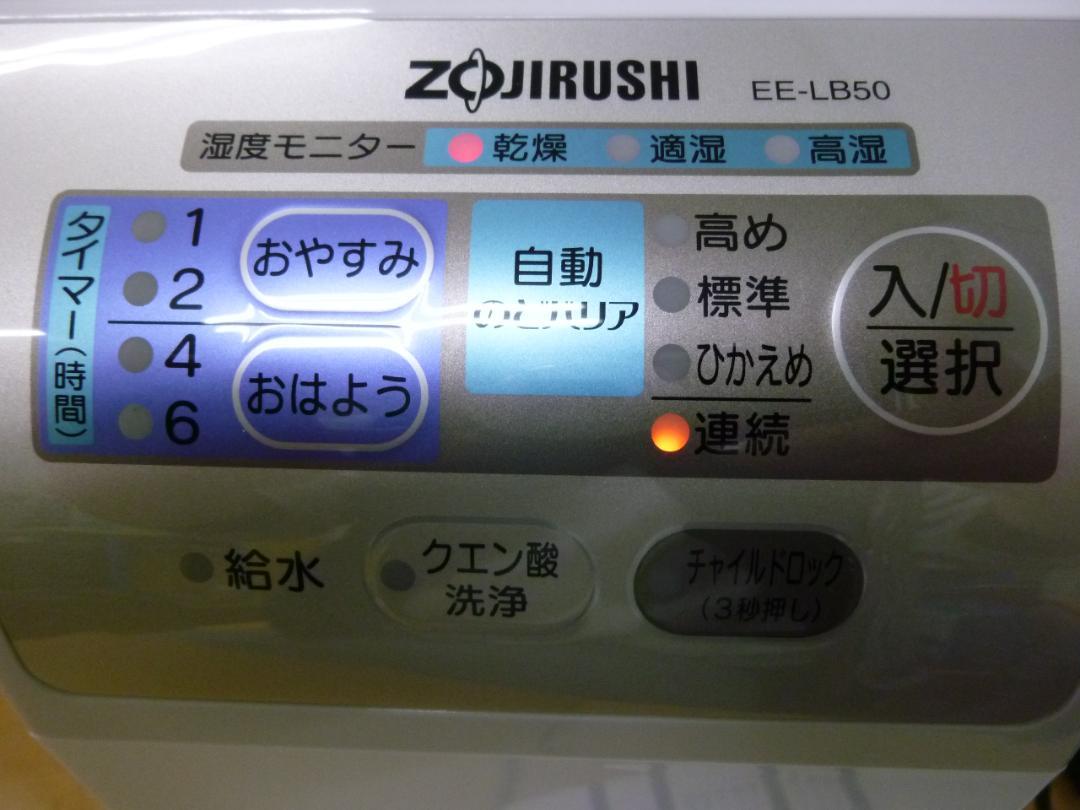 ZOJIRUSHI EE-LB50
湿度モニター 乾燥 適湿 高湿
タイマー(時間)
1
2
4
6
おやすみ
おはよう
自動
のどバリア
高め
標準
ひかえめ
連続
入/切
選択
給水
クエン酸
洗浄
チャイルドロック
(3秒押し)